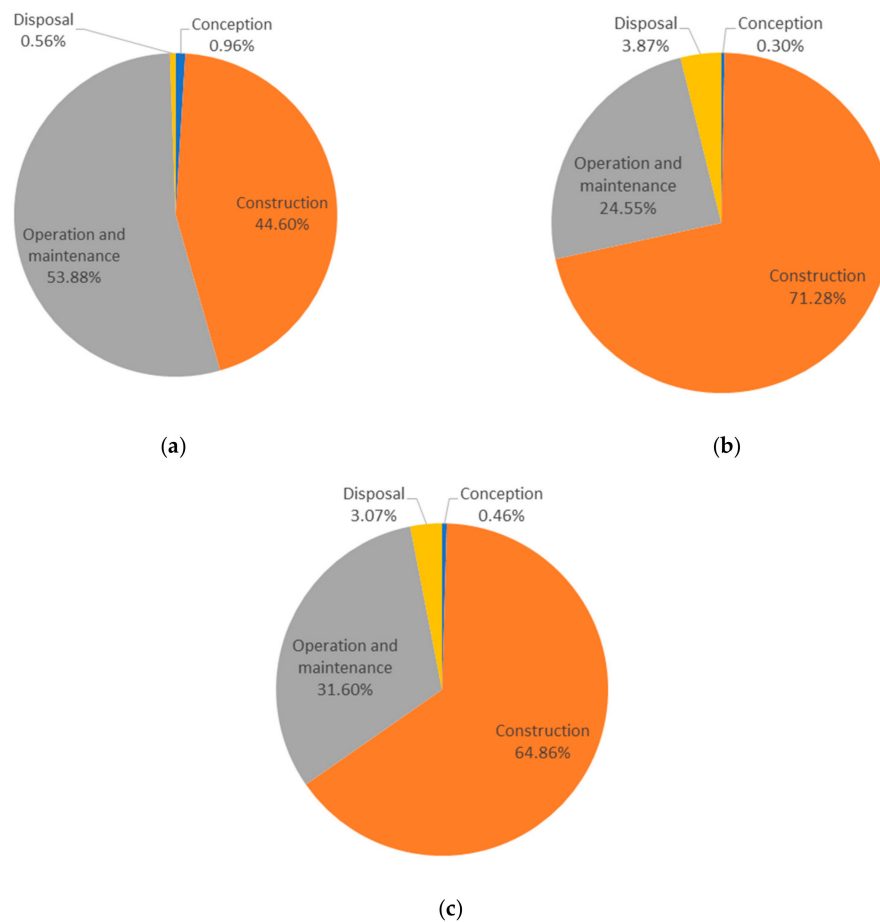 Disposal
0.56%
Conception
0.96%
Construction
44.60%
Operation and
maintenance
53.88%
(a)
Disposal
3.87%
Conception
0.30%
Operation and
maintenance
24.55%
Construction
71.28%
(b)
Disposal
3.07%
Conception
0.46%
Operation and
maintenance
31.60%
Construction
64.86%
(c)